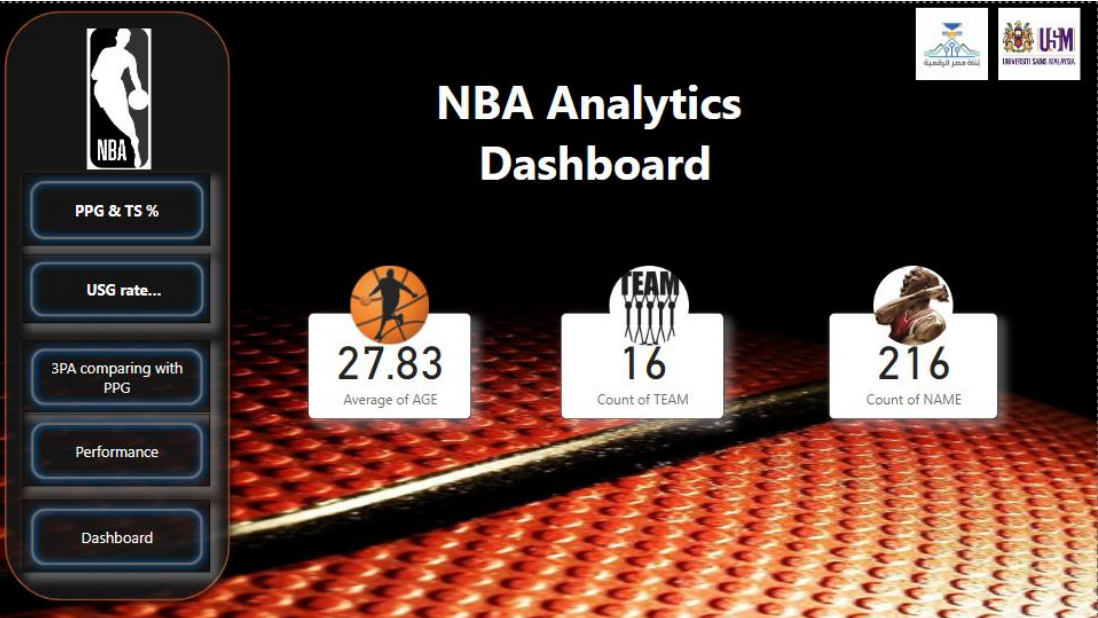 NBA
PPG & TS %
USG rate...
3PA comparing with
PPG
Performance
Dashboard
NBA Analytics
Dashboard
بناة مصر الرقمية
USM
UNIVERSITI SAINS MALAYSIA
27.83
Average of AGE
TEAM
16
Count of TEAM
216
Count of NAME